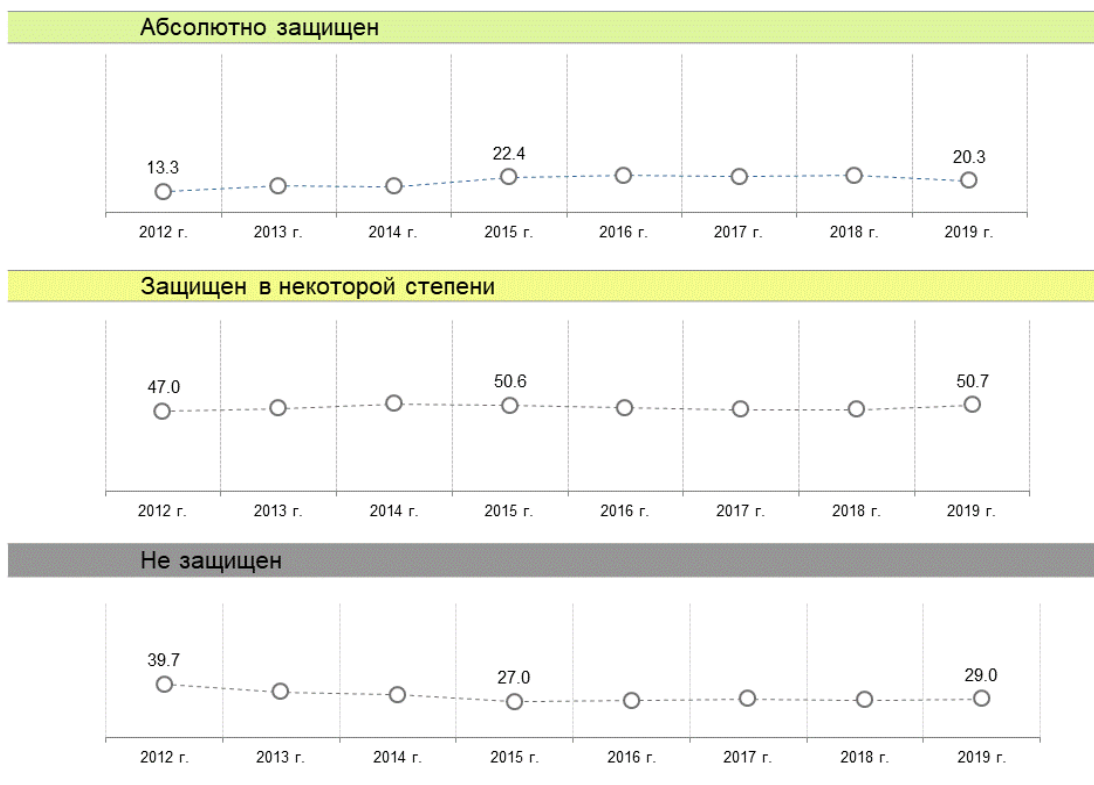 Абсолютно защищен
13.3 22.4 20.3
2012 г. 2013 г. 2014 г. 2015 г. 2016 г. 2017 г. 2018 г. 2019 г.
Защищен в некоторой степени
47.0 50.6 50.7
2012 г. 2013 г. 2014 г. 2015 г. 2016 г. 2017 г. 2018 г. 2019 г.
Не защищен
39.7 27.0 29.0
2012 г. 2013 г. 2014 г. 2015 г. 2016 г. 2017 г. 2018 г. 2019 г.